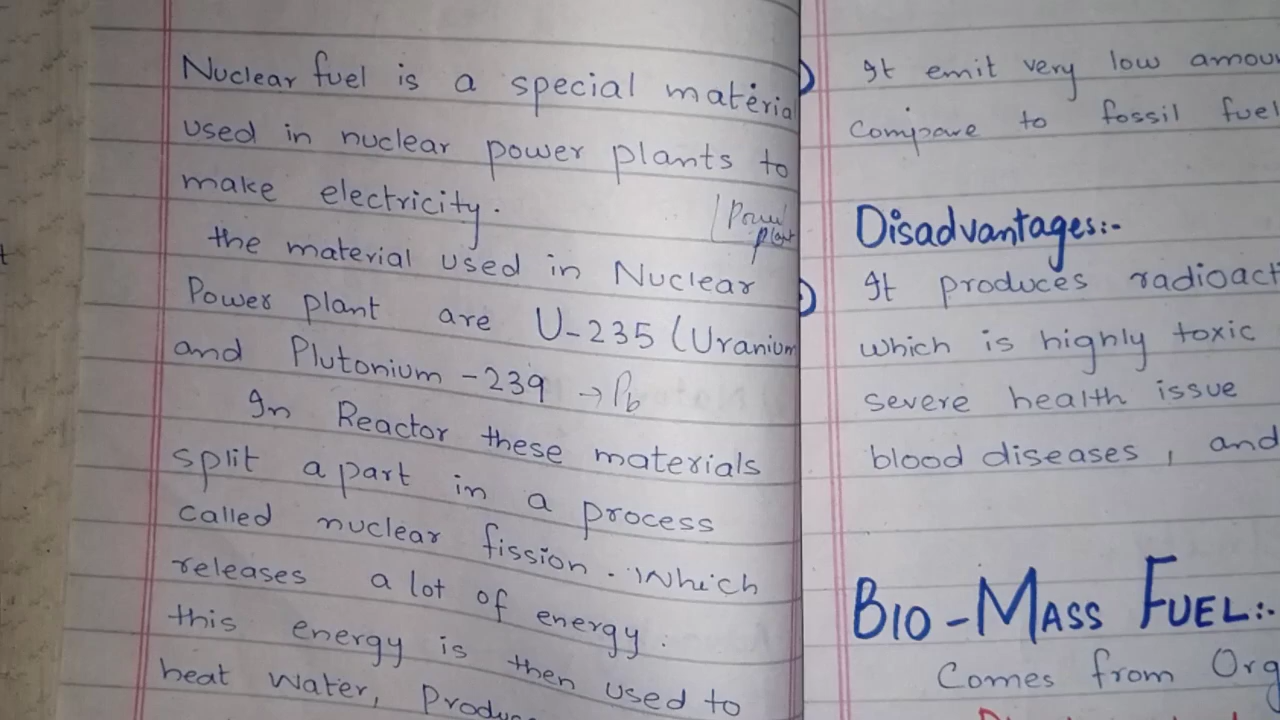 Nuclear fuel is a special material
used in nuclear power plants to
make electricity.
Power
plant
the material used in Nuclear
Power plant are U-235 (Uranium
and Plutonium -239 → Pb
In Reactor these materials
split apart in a process
called nuclear fission. Which
releases a lot of energy.
this energy is then used to
heat water,
It emit very low
compare to fossil fuel
Disadvantages:-
It produces
which is highly toxic
severe health issue
blood diseases, and
BIO-MASS FUEL:-
Comes from